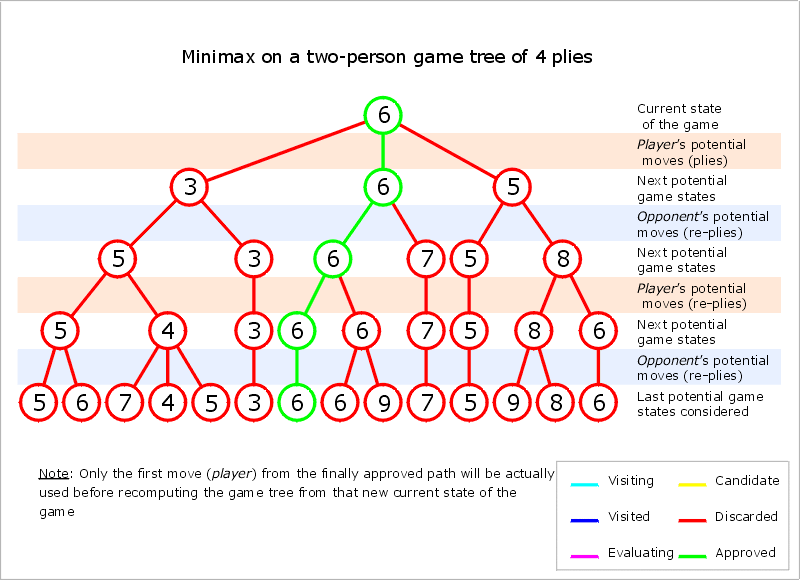 Minimax on a two-person game tree of 4 plies
6
Current state
of the game
Player's potential
moves (plies)
3 6 5
Next potential
game states
Opponent's potential
moves (re-plies)
5 3 6 7 5 8
Next potential
game states
Player's potential
moves (re-plies)
5 4 3 6 6 7 5 8 6
Next potential
game states
Opponent's potential
moves (re-plies)
5 6 7 4 5 3 6 6 9 7 5 9 8 6
Last potential game
states considered
Note: Only the first move (player) from the finally approved path will be actually
used before recomputing the game tree from that new current state of the
game
Visiting Candidate
Visited Discarded
Evaluating Approved